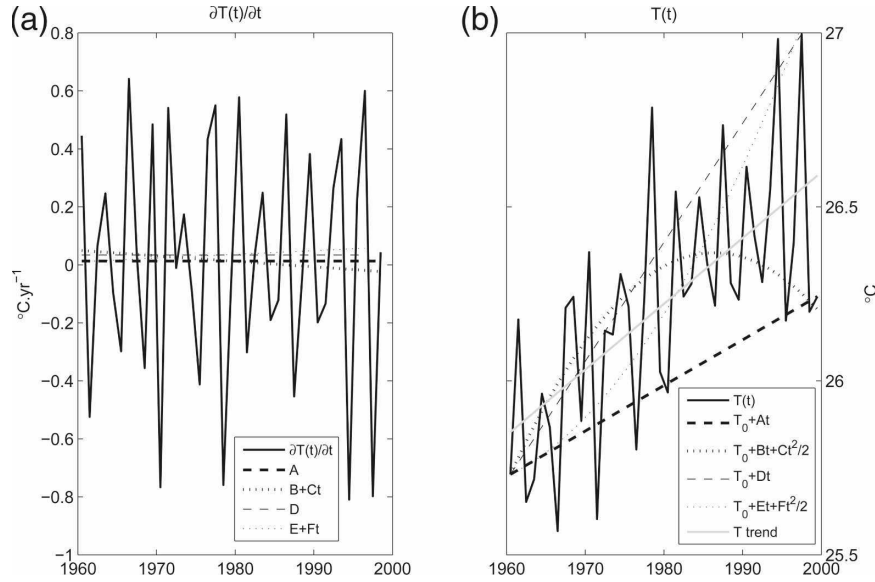 (a)
∂T(t)/∂t
0.8
0.6
0.4
0.2
0
−0.2
−0.4
−0.6
−0.8
−1
°C.yr⁻¹
1960
1970
1980
1990
2000
∂T(t)/∂t
A
B+Ct
D
E+Ft
(b)
T(t)
27
26.5
26
25.5
°C
1960
1970
1980
1990
2000
T(t)
T₀+At
T₀+Bt+Ct²/2
T₀+Dt
T₀+Et+Ft²/2
T trend